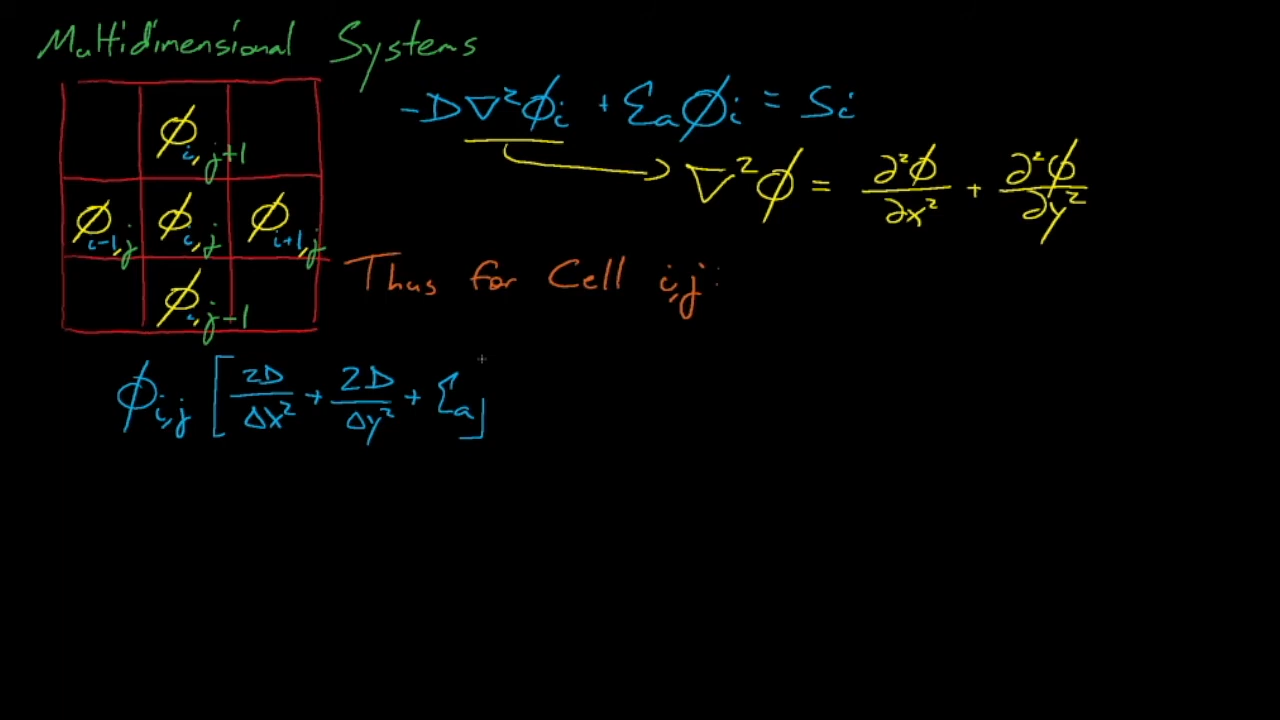 Multidimensional Systems
-D∇²ϕᵢ + Σₐϕᵢ = Sᵢ
ϕi,j+1
∇²ϕ = ∂²ϕ/∂x² + ∂²ϕ/∂y²
ϕi-1,j ϕi,j ϕi+1,j
Thus for Cell i,j:
ϕi,j-1
ϕi,j [2D/Δx² + 2D/Δy² + Σₐ]